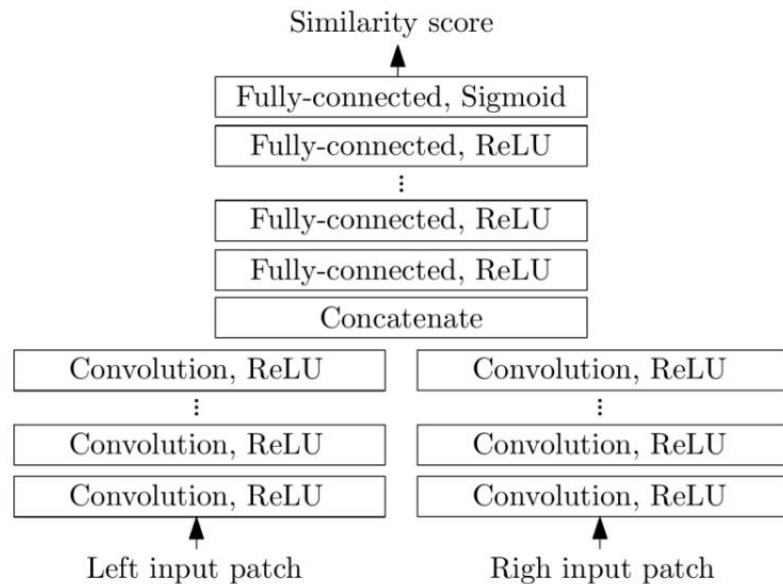 Similarity score
Fully-connected, Sigmoid
Fully-connected, ReLU
⋮
Fully-connected, ReLU
Fully-connected, ReLU
Concatenate
Convolution, ReLU
Convolution, ReLU
⋮
⋮
Convolution, ReLU
Convolution, ReLU
Convolution, ReLU
Convolution, ReLU
Left input patch
Righ input patch